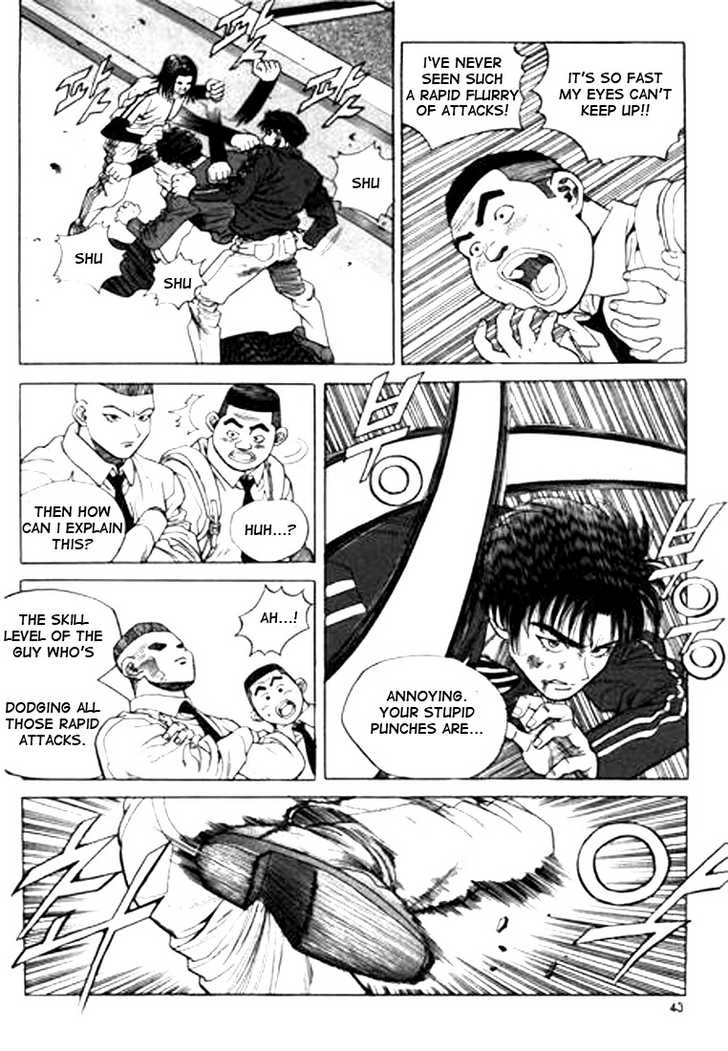 SHU
SHU
SHU
I'VE NEVER
SEEN SUCH
A RAPID FLURRY
OF ATTACKS!
IT'S SO FAST
MY EYES CAN'T
KEEP UP!!
THEN HOW
CAN I EXPLAIN
THIS?
HUH...?
THE SKILL
LEVEL OF THE
GUY WHO'S
DODGING ALL
THOSE RAPID
ATTACKS.
AH...!
ANNOYING.
YOUR STUPID
PUNCHES ARE...
43